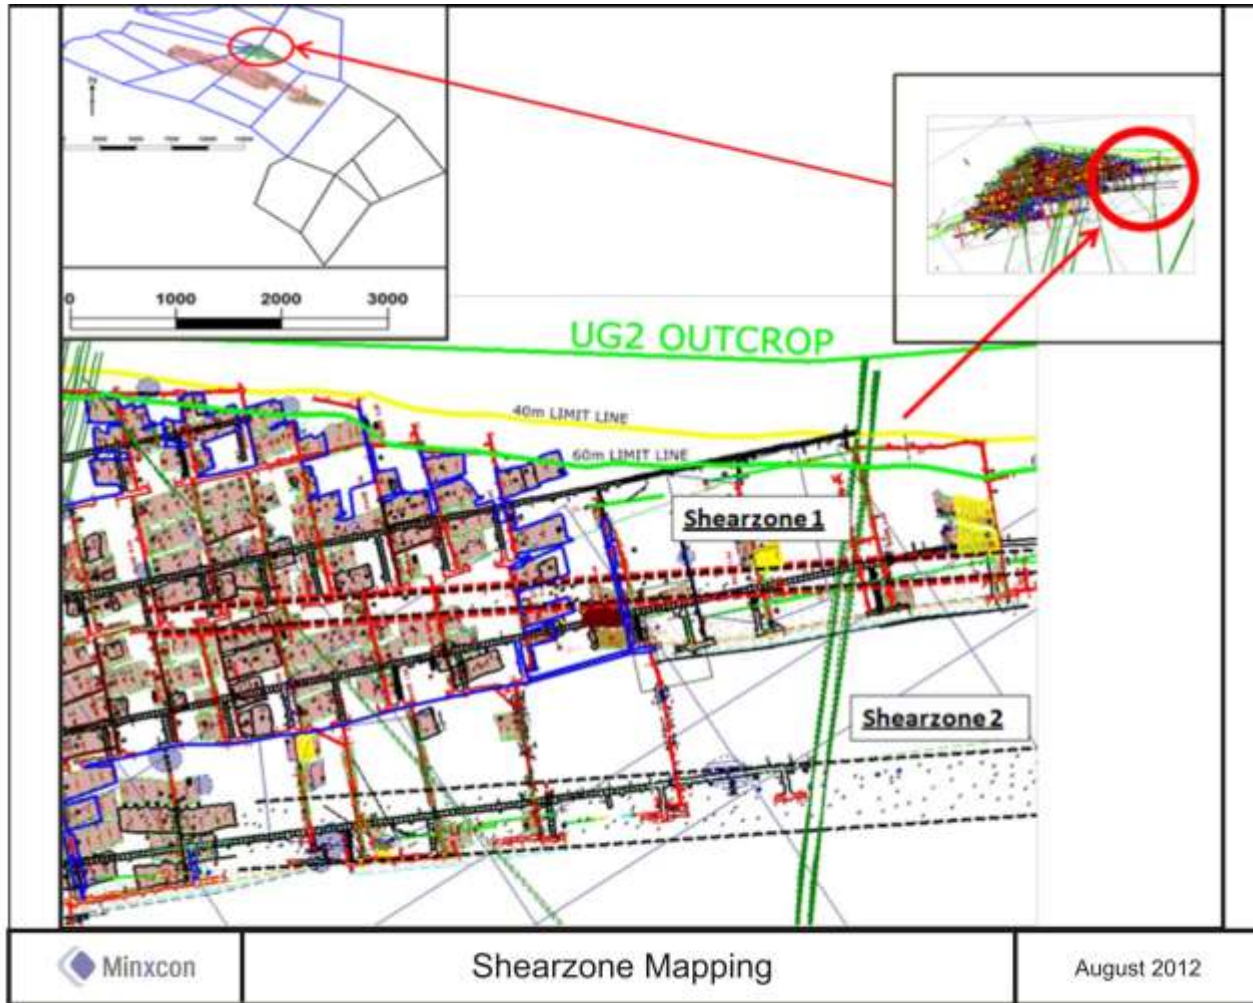 0 1000 2000 3000
UG2 OUTCROP
40m LIMIT LINE
60m LIMIT LINE
Shearzone 1
Shearzone 2
Minxcon
Shearzone Mapping
August 2012